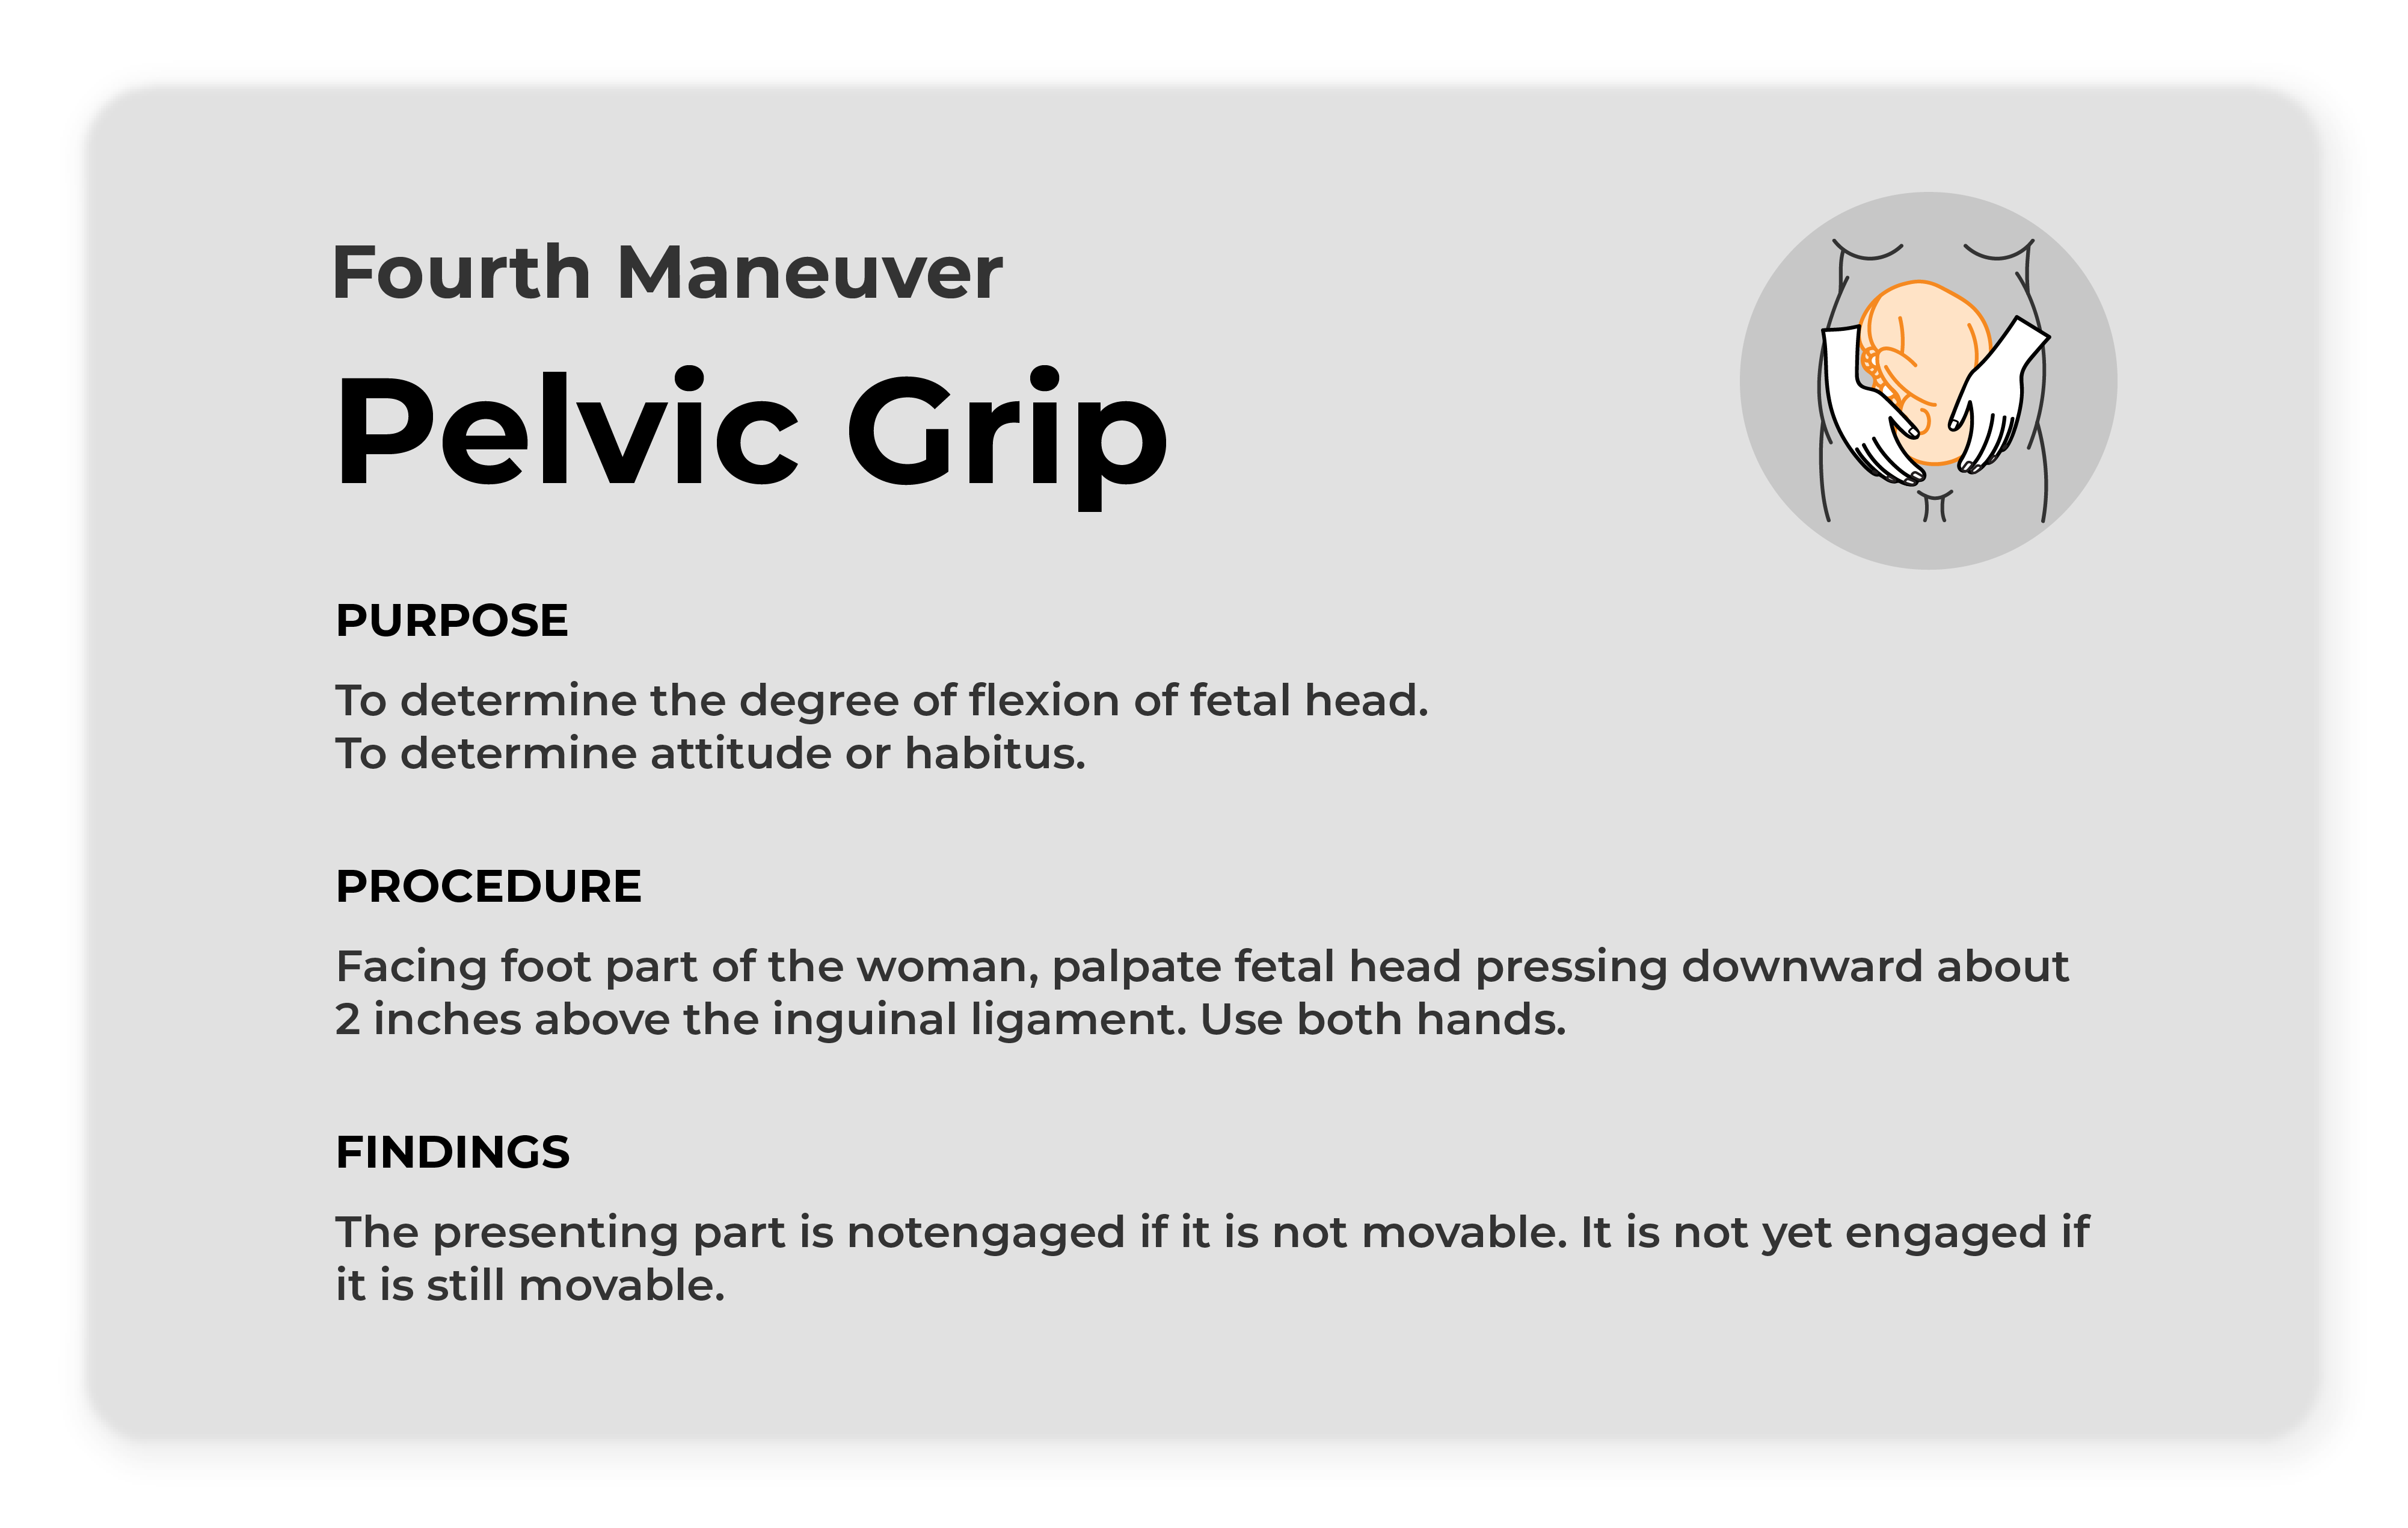 Fourth Maneuver
Pelvic Grip
PURPOSE
To determine the degree of flexion of fetal head.
To determine attitude or habitus.
PROCEDURE
Facing foot part of the woman, palpate fetal head pressing downward about
2 inches above the inguinal ligament. Use both hands.
FINDINGS
The presenting part is notengaged if it is not movable. It is not yet engaged if
it is still movable.